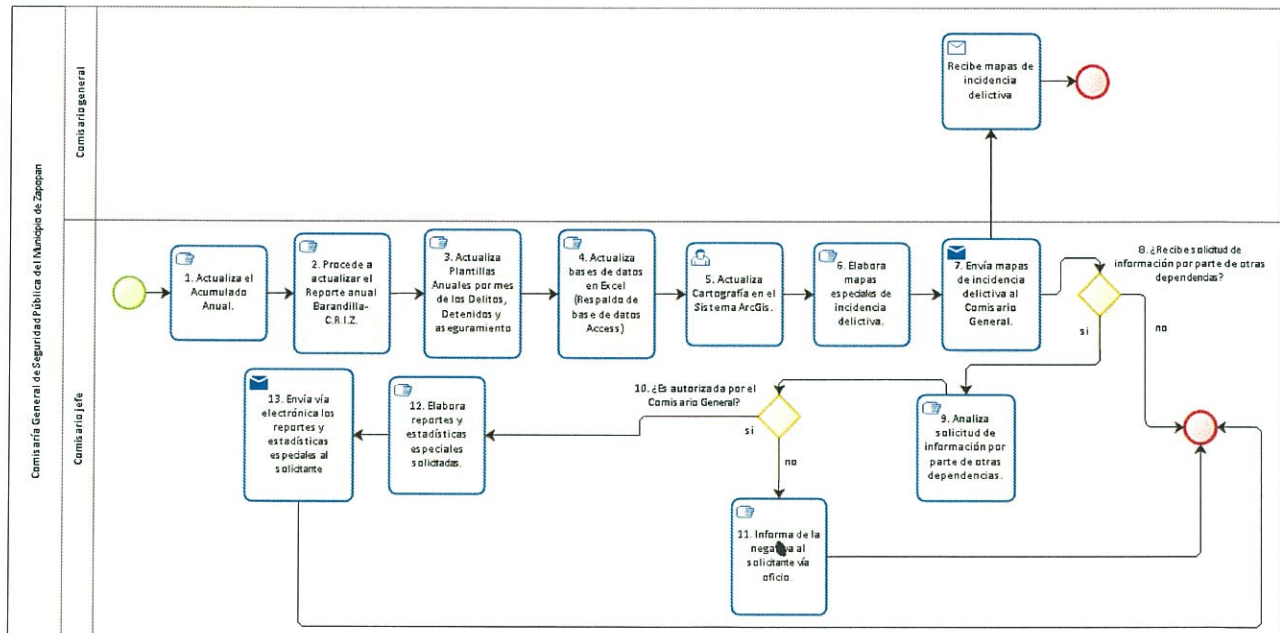 Comisaría General de Seguridad Pública del Municipio de Zapopan
Comisario general
Recibe mapas de
incidencia
delictiva
Comisario jefe
1. Actualiza el
Acumulado
Anual.
2. Procede a
actualizar el
Reporte anual
Barandilla-
C.R.I.Z.
3. Actualiza
Plantillas
Anuales por mes
de los Delitos,
Detenidos y
aseguramiento
4. Actualiza
bases de datos
en Excel
(Respaldo de
base de datos
Access)
5. Actualiza
Cartografía en el
Sistema ArcGis.
6. Elabora
mapas
especiales de
incidencia
delictiva.
7. Envía mapas
de incidencia
delictiva al
Comisario
General.
8. ¿Recibe solicitud de
información por parte de otras
dependencias?
si
no
9. Analiza
solicitud de
información por
parte de otras
dependencias.
10. ¿Es autorizada por el
Comisario General?
si
no
11. Informa de la
negativa al
solicitante vía
oficio.
12. Elabora
reportes y
estadísticas
especiales
solicitadas.
13. Envía vía
electrónica los
reportes y
estadísticas
especiales al
solicitante